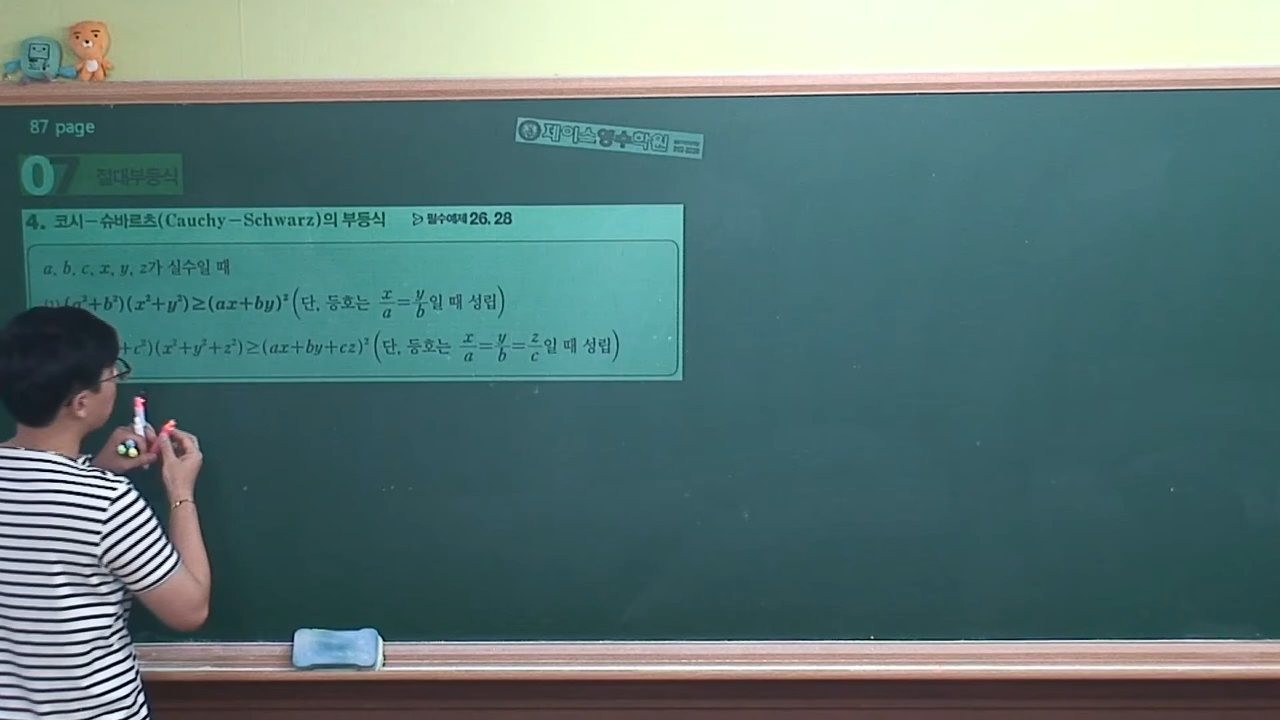 87 page
제이스영수학원
07 절대부등식
4. 코시－슈바르츠(Cauchy－Schwarz)의 부등식 ▷ 필수예제 26, 28
a, b, c, x, y, z가 실수일 때
(1) (a²+b²)(x²+y²)≥(ax+by)² (단, 등호는 x/a=y/b일 때 성립)
+c²)(x²+y²+z²)≥(ax+by+cz)² (단, 등호는 x/a=y/b=z/c일 때 성립)